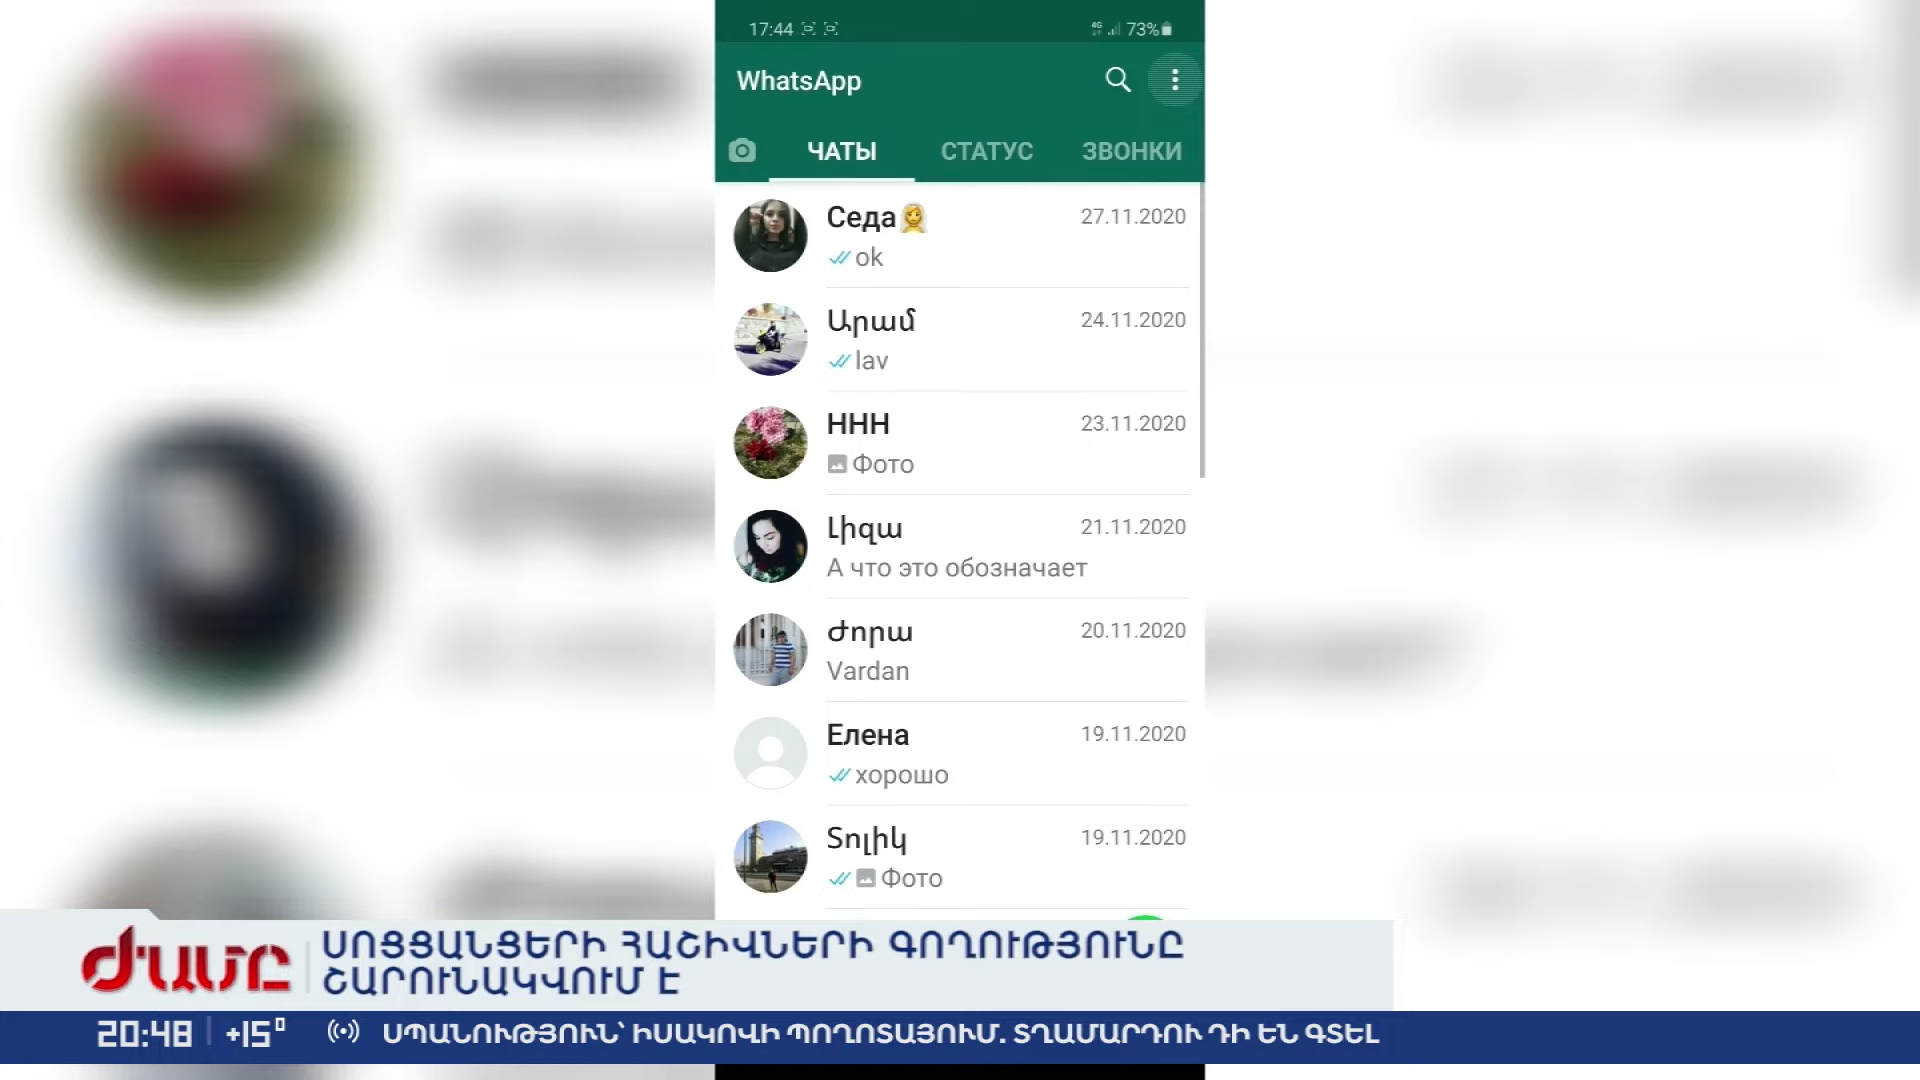 17:44
4G 73%
WhatsApp
ЧАТЫ СТАТУС ЗВОНКИ
Седа 27.11.2020
ok
Արամ 24.11.2020
lav
ННН 23.11.2020
Фото
Լիզա 21.11.2020
А что это обозначает
Ժորա 20.11.2020
Vardan
Елена 19.11.2020
хорошо
Տոլիկ 19.11.2020
Фото
ԺԱՄԸ
ՍՈՑՑԱՆՑԵՐԻ ՀԱՇԻՎՆԵՐԻ ԳՈՂՈՒԹՅՈՒՆԸ
ՇԱՐՈՒՆԱԿՎՈՒՄ Է
20:48 +15° ՍՊԱՆՈՒԹՅՈՒՆ՝ ԻՍԱԿՈՎԻ ՊՈՂՈՏԱՅՈՒՄ. ՏՂԱՄԱՐԴՈՒ ԴԻ ԵՆ ԳՏԵԼ